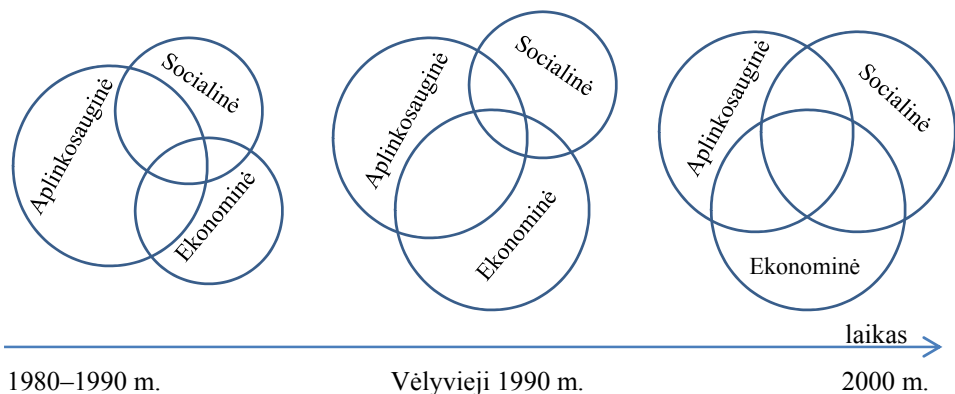 Aplinkosauginė
Socialinė
Ekonominė
Aplinkosauginė
Socialinė
Ekonominė
Aplinkosauginė
Socialinė
Ekonominė
laikas
1980–1990 m.
Vėlyvieji 1990 m.
2000 m.